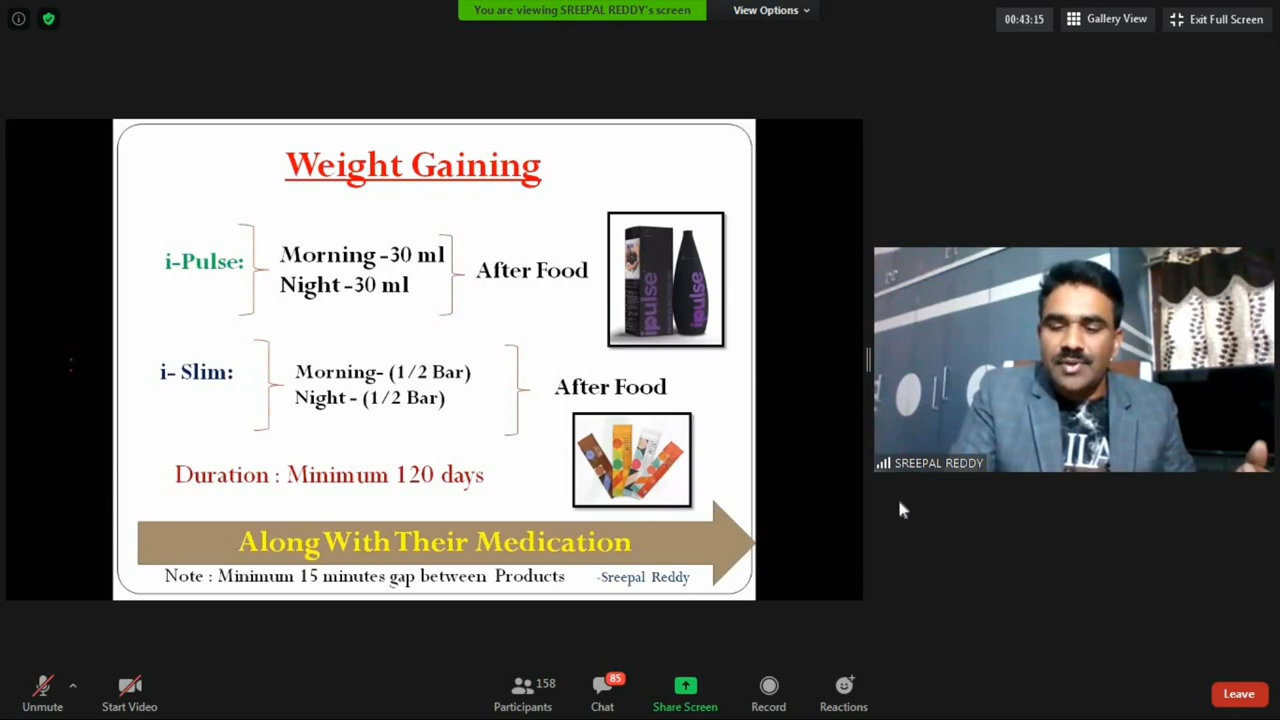 You are viewing SREEPAL REDDY's screen
View Options
00:43:15
Gallery View
Exit Full Screen
Weight Gaining
i-Pulse:
Morning -30 ml
Night -30 ml
After Food
ipulse
ipulse
i- Slim:
Morning- (1/2 Bar)
Night - (1/2 Bar)
After Food
Duration : Minimum 120 days
Along With Their Medication
Note : Minimum 15 minutes gap between Products
-Sreepal Reddy
SREEPAL REDDY
Unmute
Start Video
158
Participants
85
Chat
Share Screen
Record
Reactions
Leave